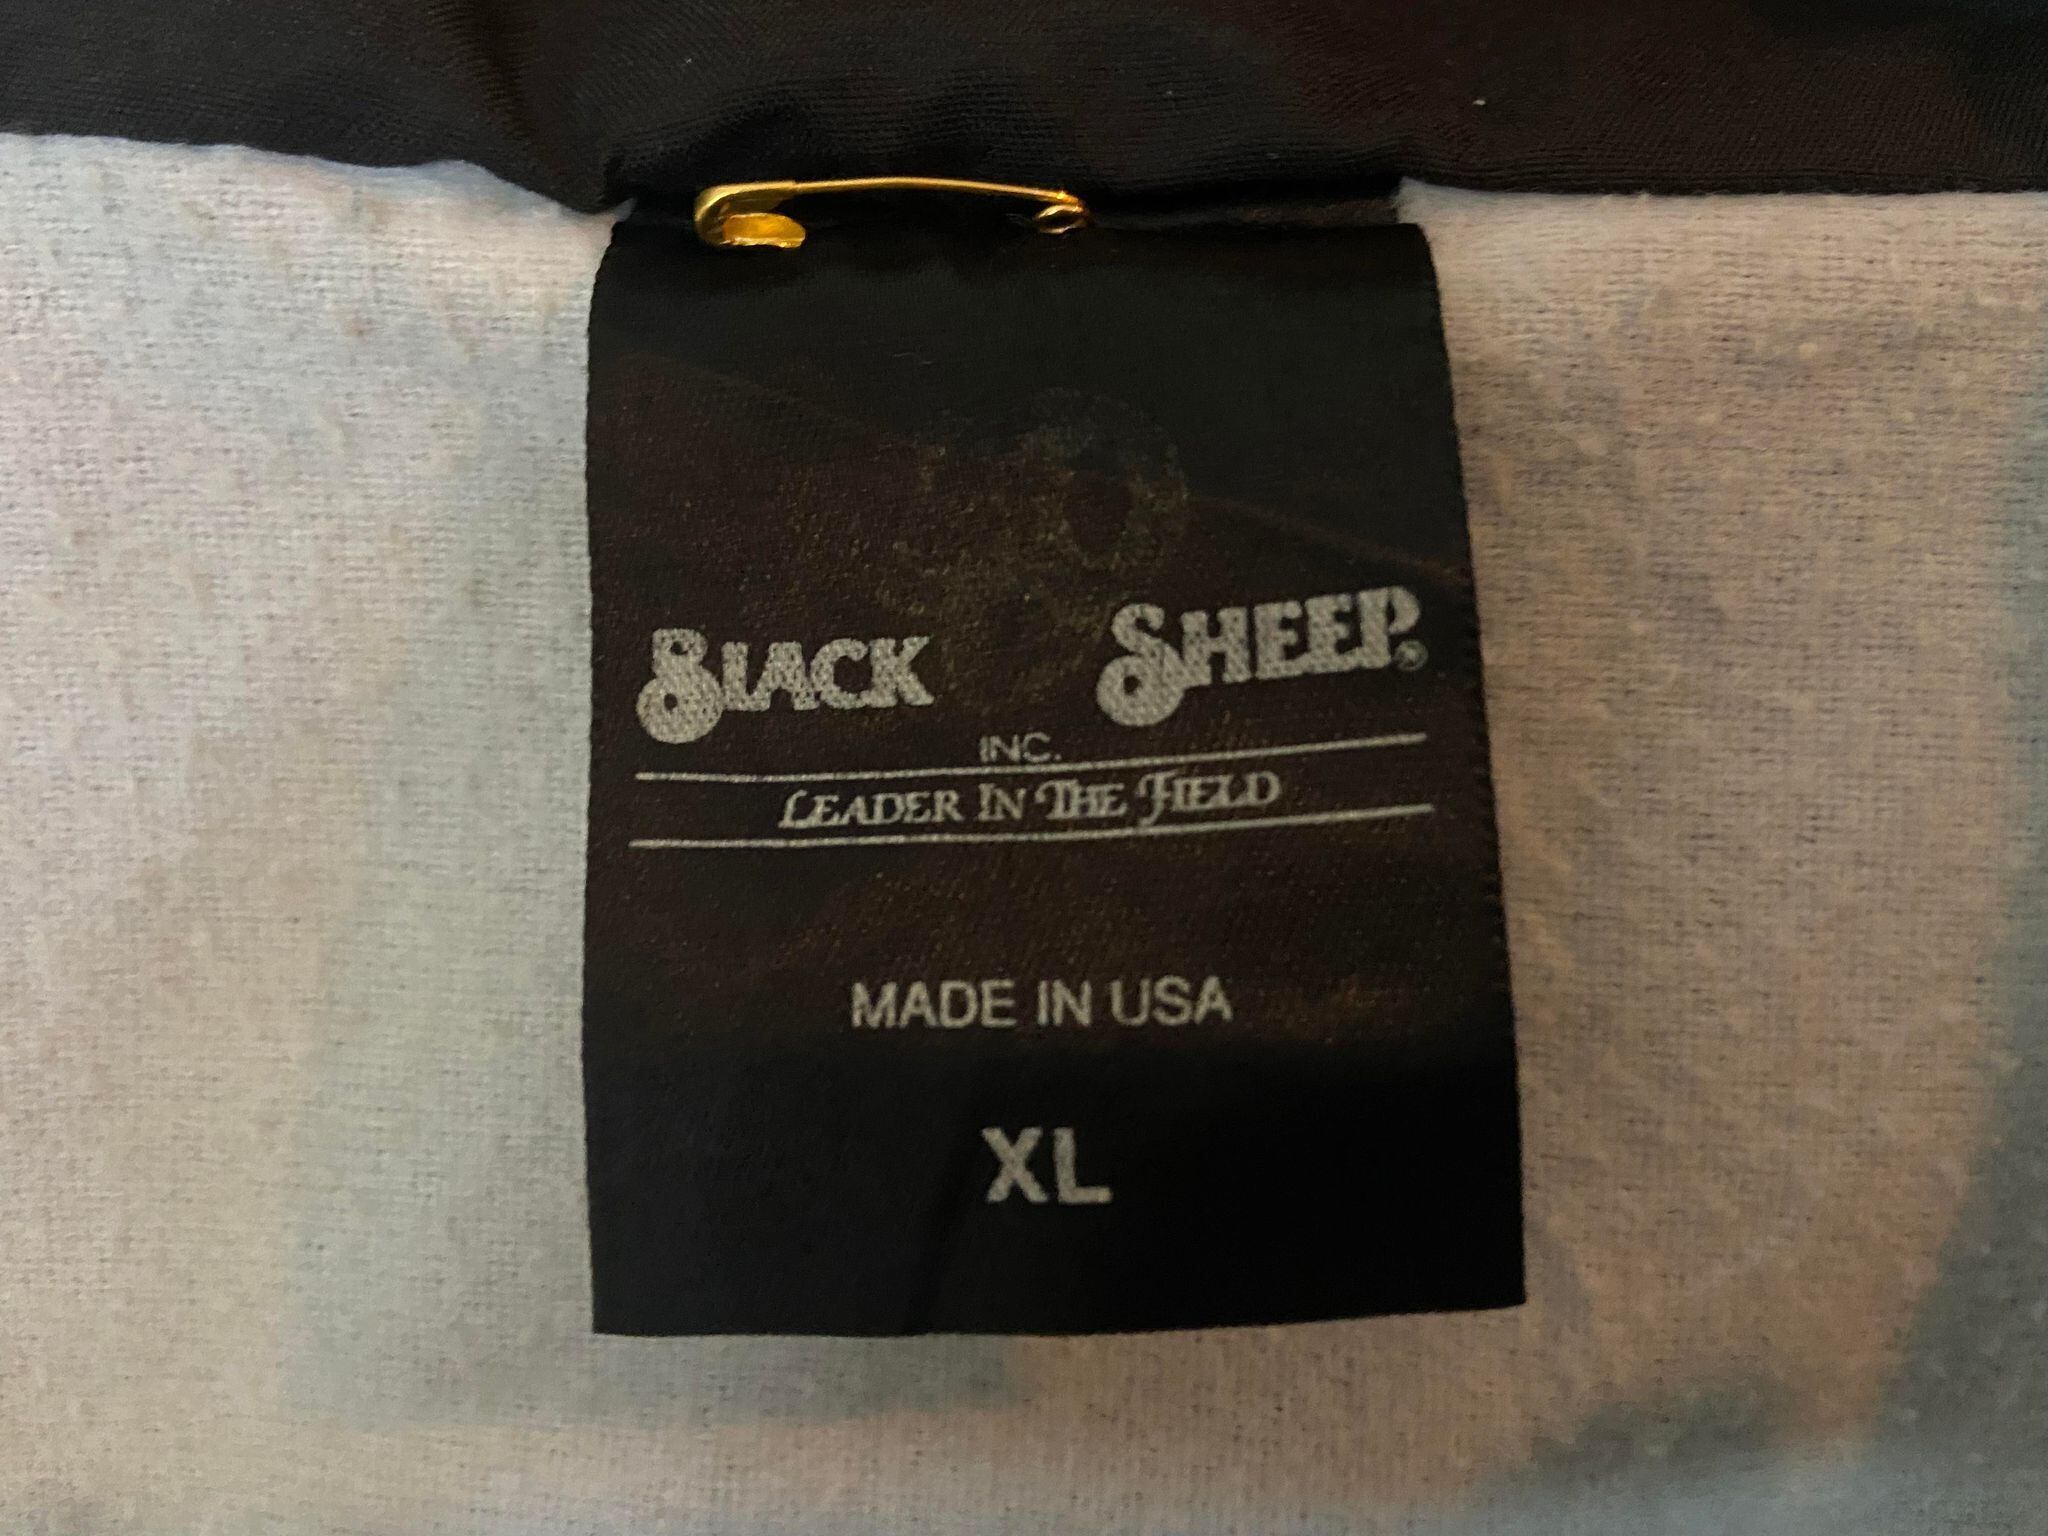 BLACK SHEEP®
INC.
LEADER IN THE FIELD
MADE IN USA
XL